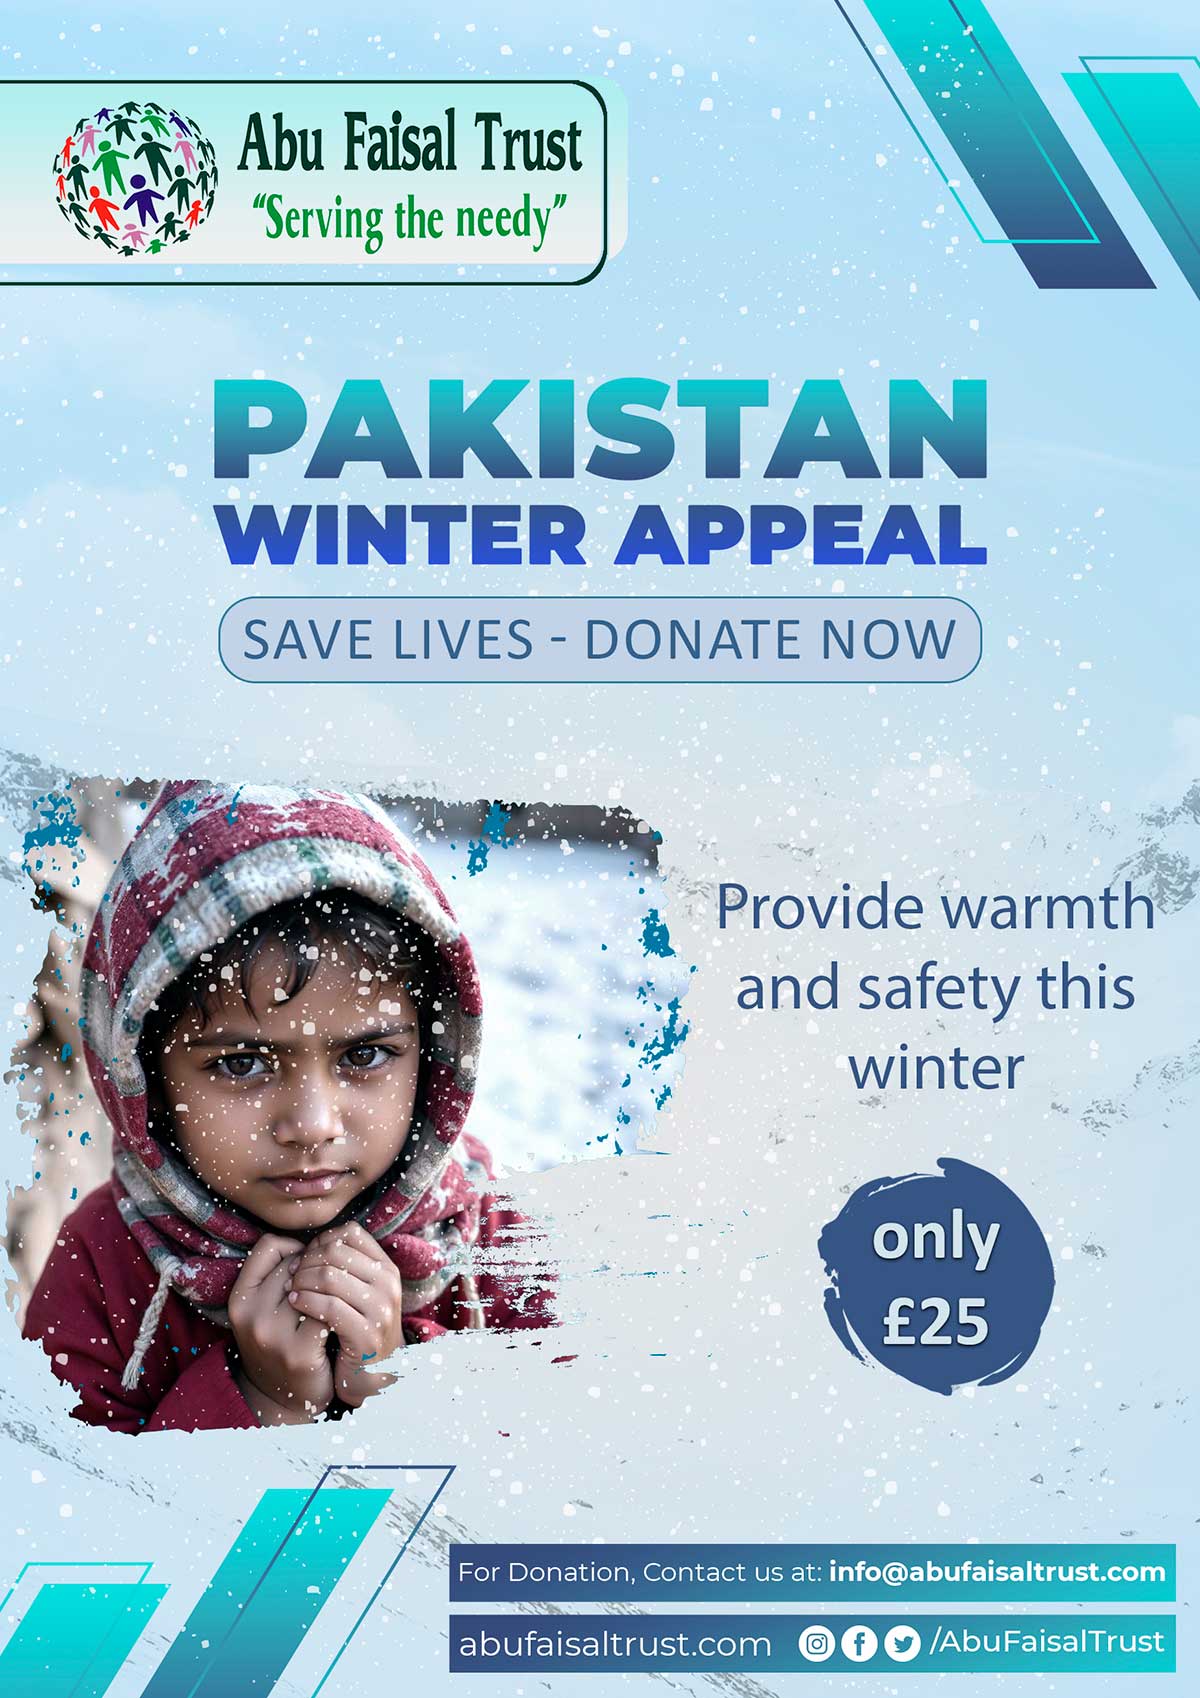 Abu Faisal Trust
“Serving the needy”
PAKISTAN
WINTER APPEAL
SAVE LIVES - DONATE NOW
Provide warmth
and safety this
winter
only
£25
For Donation, Contact us at: info@abufaisaltrust.com
abufaisaltrust.com /AbuFaisalTrust